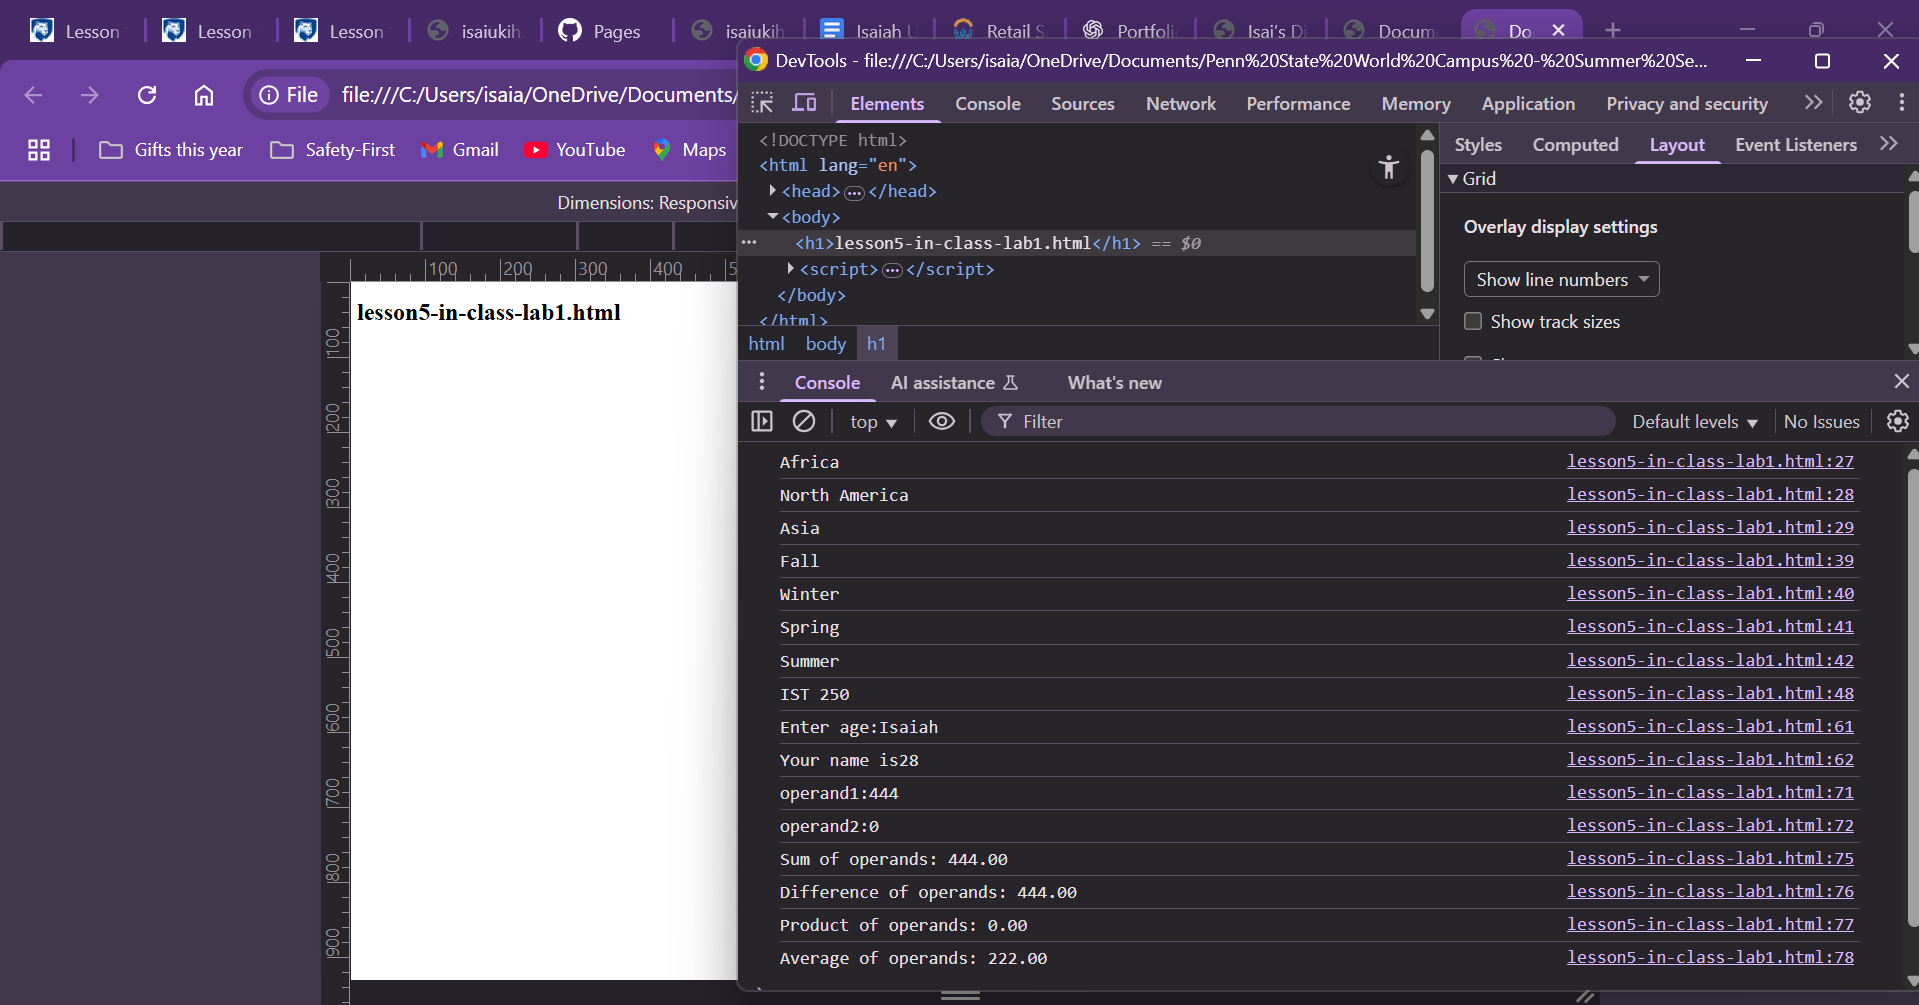 Lesson
Lesson
Lesson
isaiukih
Pages
isaiukih
Isaiah U
Retail S
Portfoli
Isai's Di
Docum
Do
DevTools - file:///C:/Users/isaia/OneDrive/Documents/Penn%20State%20World%20Campus%20-%20Summer%20Se...
File
file:///C:/Users/isaia/OneDrive/Documents/
Elements
Console
Sources
Network
Performance
Memory
Application
Privacy and security
Gifts this year
Safety-First
Gmail
YouTube
Maps
<!DOCTYPE html>
<html lang="en">
<head>…</head>
<body>
<h1>lesson5-in-class-lab1.html</h1> == $0
<script>…</script>
</body>
</html>
html body h1
Styles
Computed
Layout
Event Listeners
Grid
Overlay display settings
Show line numbers
Show track sizes
Dimensions: Responsiv
100 200 300 400 5
lesson5-in-class-lab1.html
100
200
300
400
500
600
700
800
900
Console
AI assistance
What's new
top
Filter
Default levels
No Issues
Africa lesson5-in-class-lab1.html:27
North America lesson5-in-class-lab1.html:28
Asia lesson5-in-class-lab1.html:29
Fall lesson5-in-class-lab1.html:39
Winter lesson5-in-class-lab1.html:40
Spring lesson5-in-class-lab1.html:41
Summer lesson5-in-class-lab1.html:42
IST 250 lesson5-in-class-lab1.html:48
Enter age:Isaiah lesson5-in-class-lab1.html:61
Your name is28 lesson5-in-class-lab1.html:62
operand1:444 lesson5-in-class-lab1.html:71
operand2:0 lesson5-in-class-lab1.html:72
Sum of operands: 444.00 lesson5-in-class-lab1.html:75
Difference of operands: 444.00 lesson5-in-class-lab1.html:76
Product of operands: 0.00 lesson5-in-class-lab1.html:77
Average of operands: 222.00 lesson5-in-class-lab1.html:78